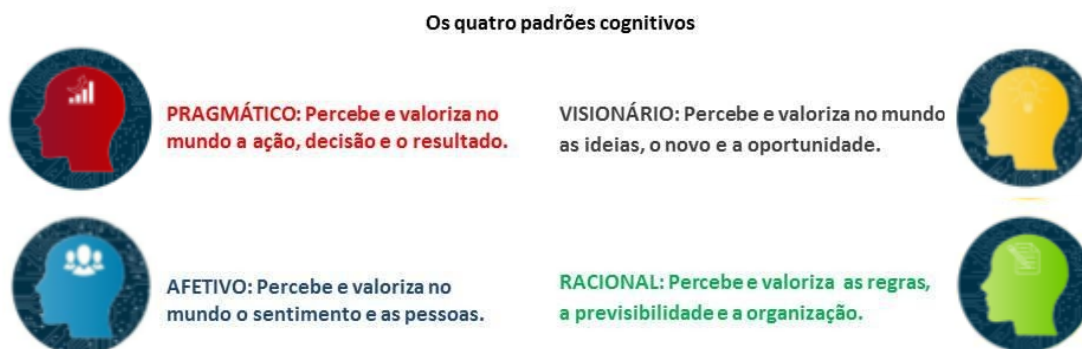 Os quatro padrões cognitivos
PRAGMÁTICO: Percebe e valoriza no
mundo a ação, decisão e o resultado.
VISIONÁRIO: Percebe e valoriza no mundo
as ideias, o novo e a oportunidade.
AFETIVO: Percebe e valoriza no
mundo o sentimento e as pessoas.
RACIONAL: Percebe e valoriza as regras,
a previsibilidade e a organização.